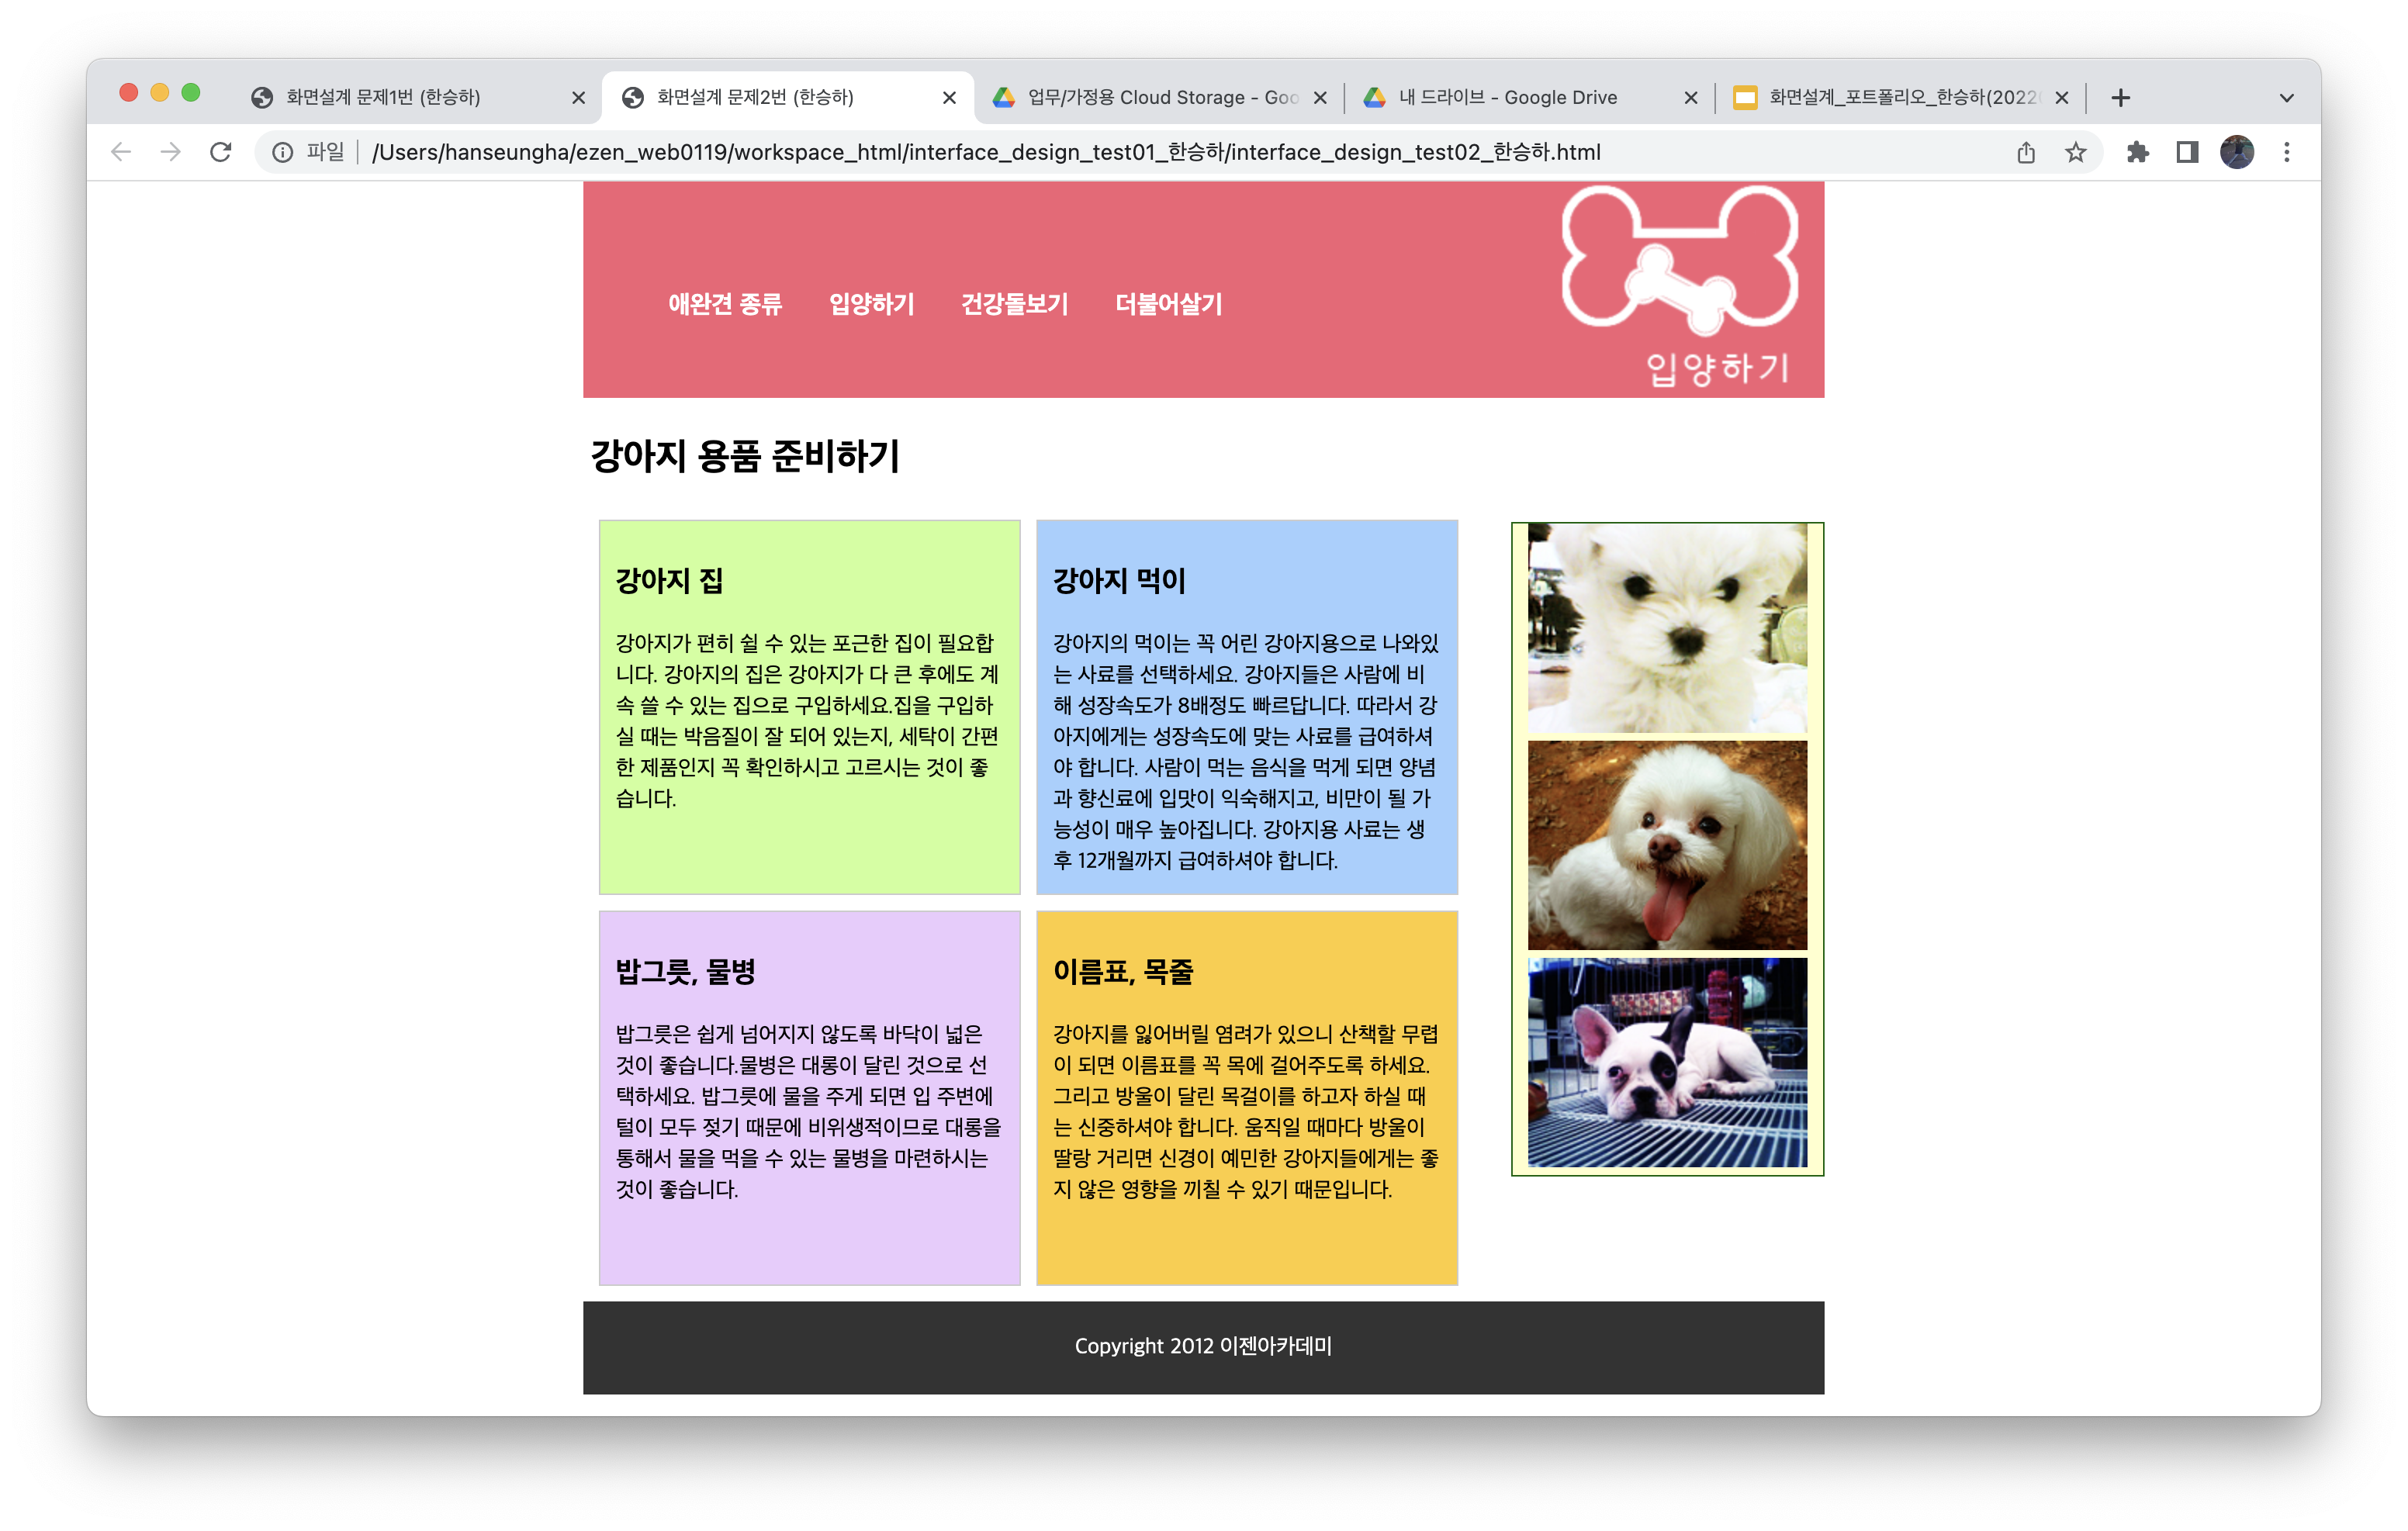 화면설계 문제1번 (한승하)
화면설계 문제2번 (한승하)
업무/가정용 Cloud Storage - Goo
내 드라이브 - Google Drive
화면설계_포트폴리오_한승하(2022
파일
/Users/hanseungha/ezen_web0119/workspace_html/interface_design_test01_한승하/interface_design_test02_한승하.html
애완견 종류
입양하기
건강돌보기
더불어살기
입양하기
강아지 용품 준비하기
강아지 집
강아지가 편히 쉴 수 있는 포근한 집이 필요합
니다. 강아지의 집은 강아지가 다 큰 후에도 계
속 쓸 수 있는 집으로 구입하세요.집을 구입하
실 때는 박음질이 잘 되어 있는지, 세탁이 간편
한 제품인지 꼭 확인하시고 고르시는 것이 좋
습니다.
강아지 먹이
강아지의 먹이는 꼭 어린 강아지용으로 나와있
는 사료를 선택하세요. 강아지들은 사람에 비
해 성장속도가 8배정도 빠르답니다. 따라서 강
아지에게는 성장속도에 맞는 사료를 급여하셔
야 합니다. 사람이 먹는 음식을 먹게 되면 양념
과 향신료에 입맛이 익숙해지고, 비만이 될 가
능성이 매우 높아집니다. 강아지용 사료는 생
후 12개월까지 급여하셔야 합니다.
밥그릇, 물병
밥그릇은 쉽게 넘어지지 않도록 바닥이 넓은
것이 좋습니다.물병은 대롱이 달린 것으로 선
택하세요. 밥그릇에 물을 주게 되면 입 주변에
털이 모두 젖기 때문에 비위생적이므로 대롱을
통해서 물을 먹을 수 있는 물병을 마련하시는
것이 좋습니다.
이름표, 목줄
강아지를 잃어버릴 염려가 있으니 산책할 무렵
이 되면 이름표를 꼭 목에 걸어주도록 하세요.
그리고 방울이 달린 목걸이를 하고자 하실 때
는 신중하셔야 합니다. 움직일 때마다 방울이
딸랑 거리면 신경이 예민한 강아지들에게는 좋
지 않은 영향을 끼칠 수 있기 때문입니다.
Copyright 2012 이젠아카데미